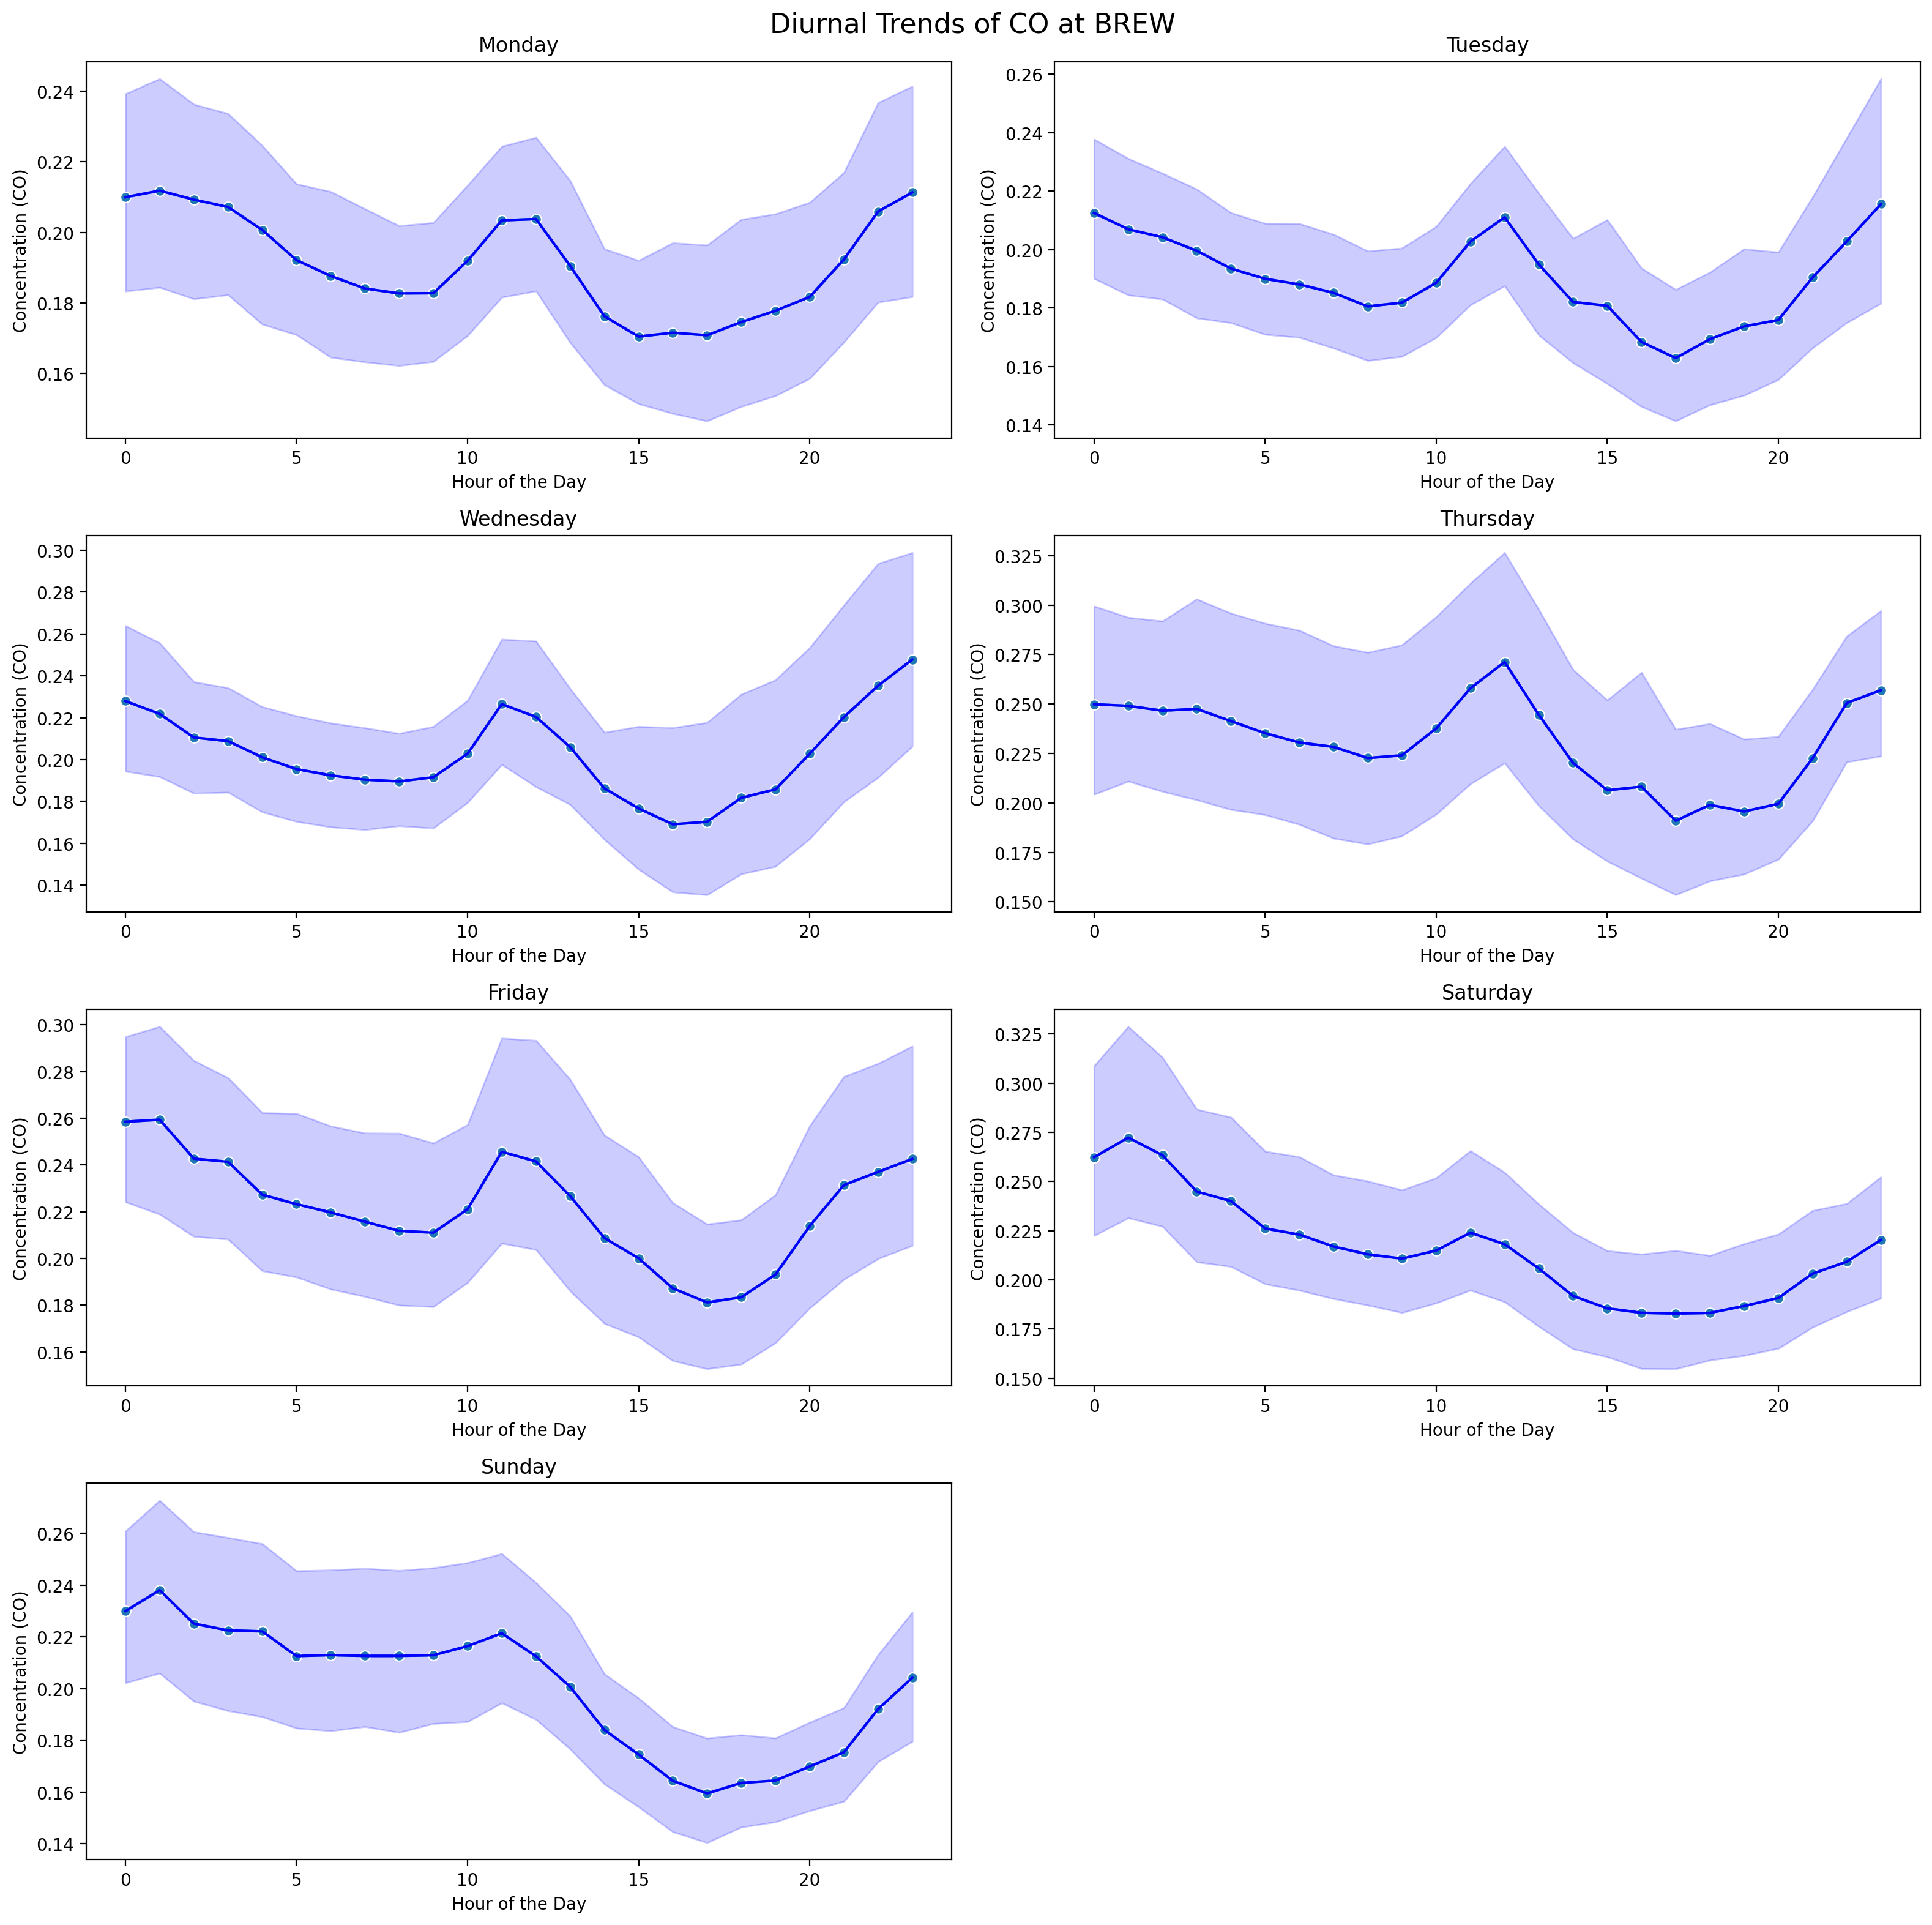 Diurnal Trends of CO at BREW
Monday
Concentration (CO)
0.24
0.22
0.20
0.18
0.16
0 5 10 15 20
Hour of the Day
Tuesday
Concentration (CO)
0.26
0.24
0.22
0.20
0.18
0.16
0.14
0 5 10 15 20
Hour of the Day
Wednesday
Concentration (CO)
0.30
0.28
0.26
0.24
0.22
0.20
0.18
0.16
0.14
0 5 10 15 20
Hour of the Day
Thursday
Concentration (CO)
0.325
0.300
0.275
0.250
0.225
0.200
0.175
0.150
0 5 10 15 20
Hour of the Day
Friday
Concentration (CO)
0.30
0.28
0.26
0.24
0.22
0.20
0.18
0.16
0 5 10 15 20
Hour of the Day
Saturday
Concentration (CO)
0.325
0.300
0.275
0.250
0.225
0.200
0.175
0.150
0 5 10 15 20
Hour of the Day
Sunday
Concentration (CO)
0.26
0.24
0.22
0.20
0.18
0.16
0.14
0 5 10 15 20
Hour of the Day